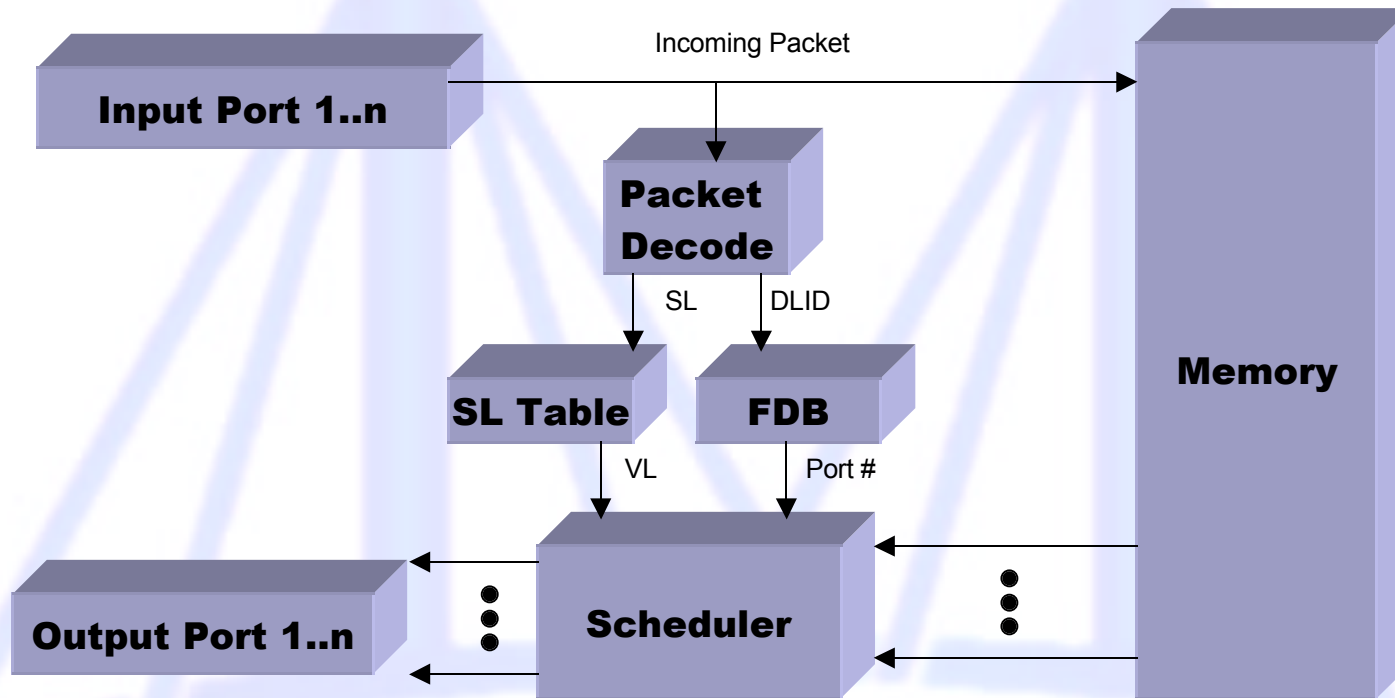 Incoming Packet
Input Port 1..n
Packet
Decode
SL
DLID
Memory
SL Table
FDB
VL
Port #
Scheduler
Output Port 1..n